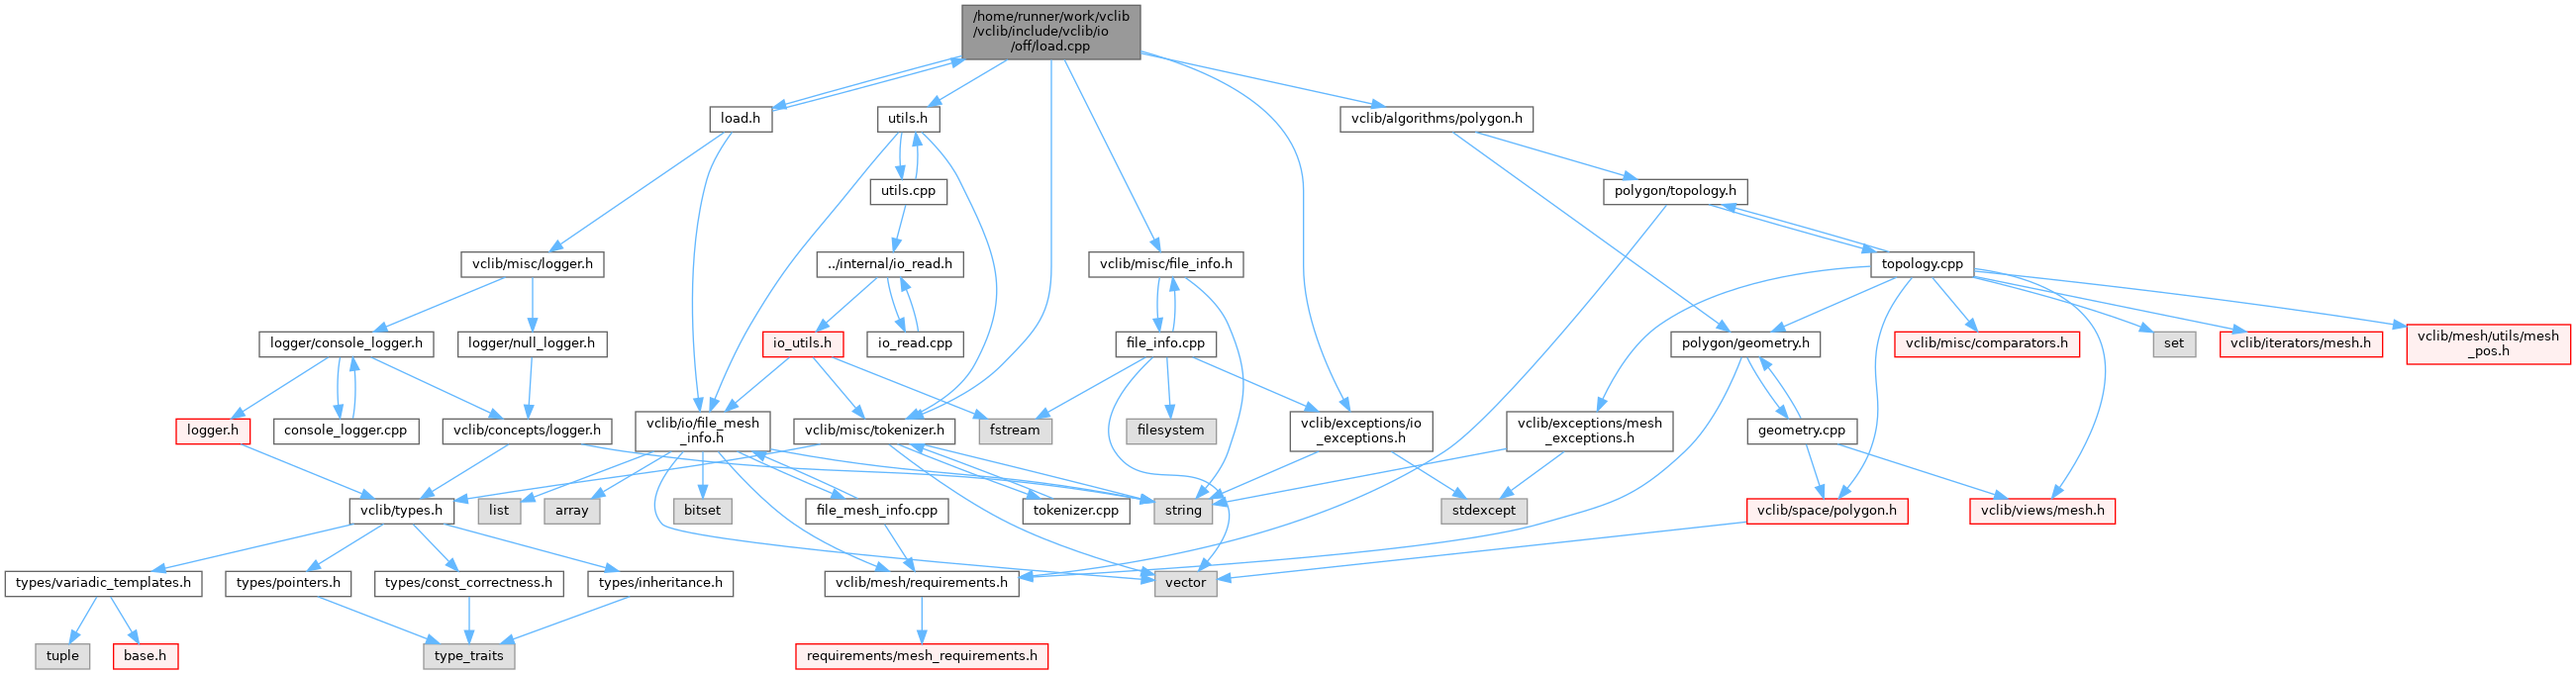 /home/runner/work/vclib
/vclib/include/vclib/io
/off/load.cpp
load.h
utils.h
vclib/algorithms/polygon.h
utils.cpp
polygon/topology.h
vclib/misc/logger.h
../internal/io_read.h
vclib/misc/file_info.h
topology.cpp
logger/console_logger.h
logger/null_logger.h
io_utils.h
io_read.cpp
file_info.cpp
polygon/geometry.h
vclib/misc/comparators.h
set
vclib/iterators/mesh.h
vclib/mesh/utils/mesh
_pos.h
logger.h
console_logger.cpp
vclib/concepts/logger.h
vclib/io/file_mesh
_info.h
vclib/misc/tokenizer.h
fstream
filesystem
vclib/exceptions/io
_exceptions.h
vclib/exceptions/mesh
_exceptions.h
geometry.cpp
vclib/types.h
list
array
bitset
file_mesh_info.cpp
tokenizer.cpp
string
stdexcept
vclib/space/polygon.h
vclib/views/mesh.h
types/variadic_templates.h
types/pointers.h
types/const_correctness.h
types/inheritance.h
vclib/mesh/requirements.h
vector
tuple
base.h
type_traits
requirements/mesh_requirements.h